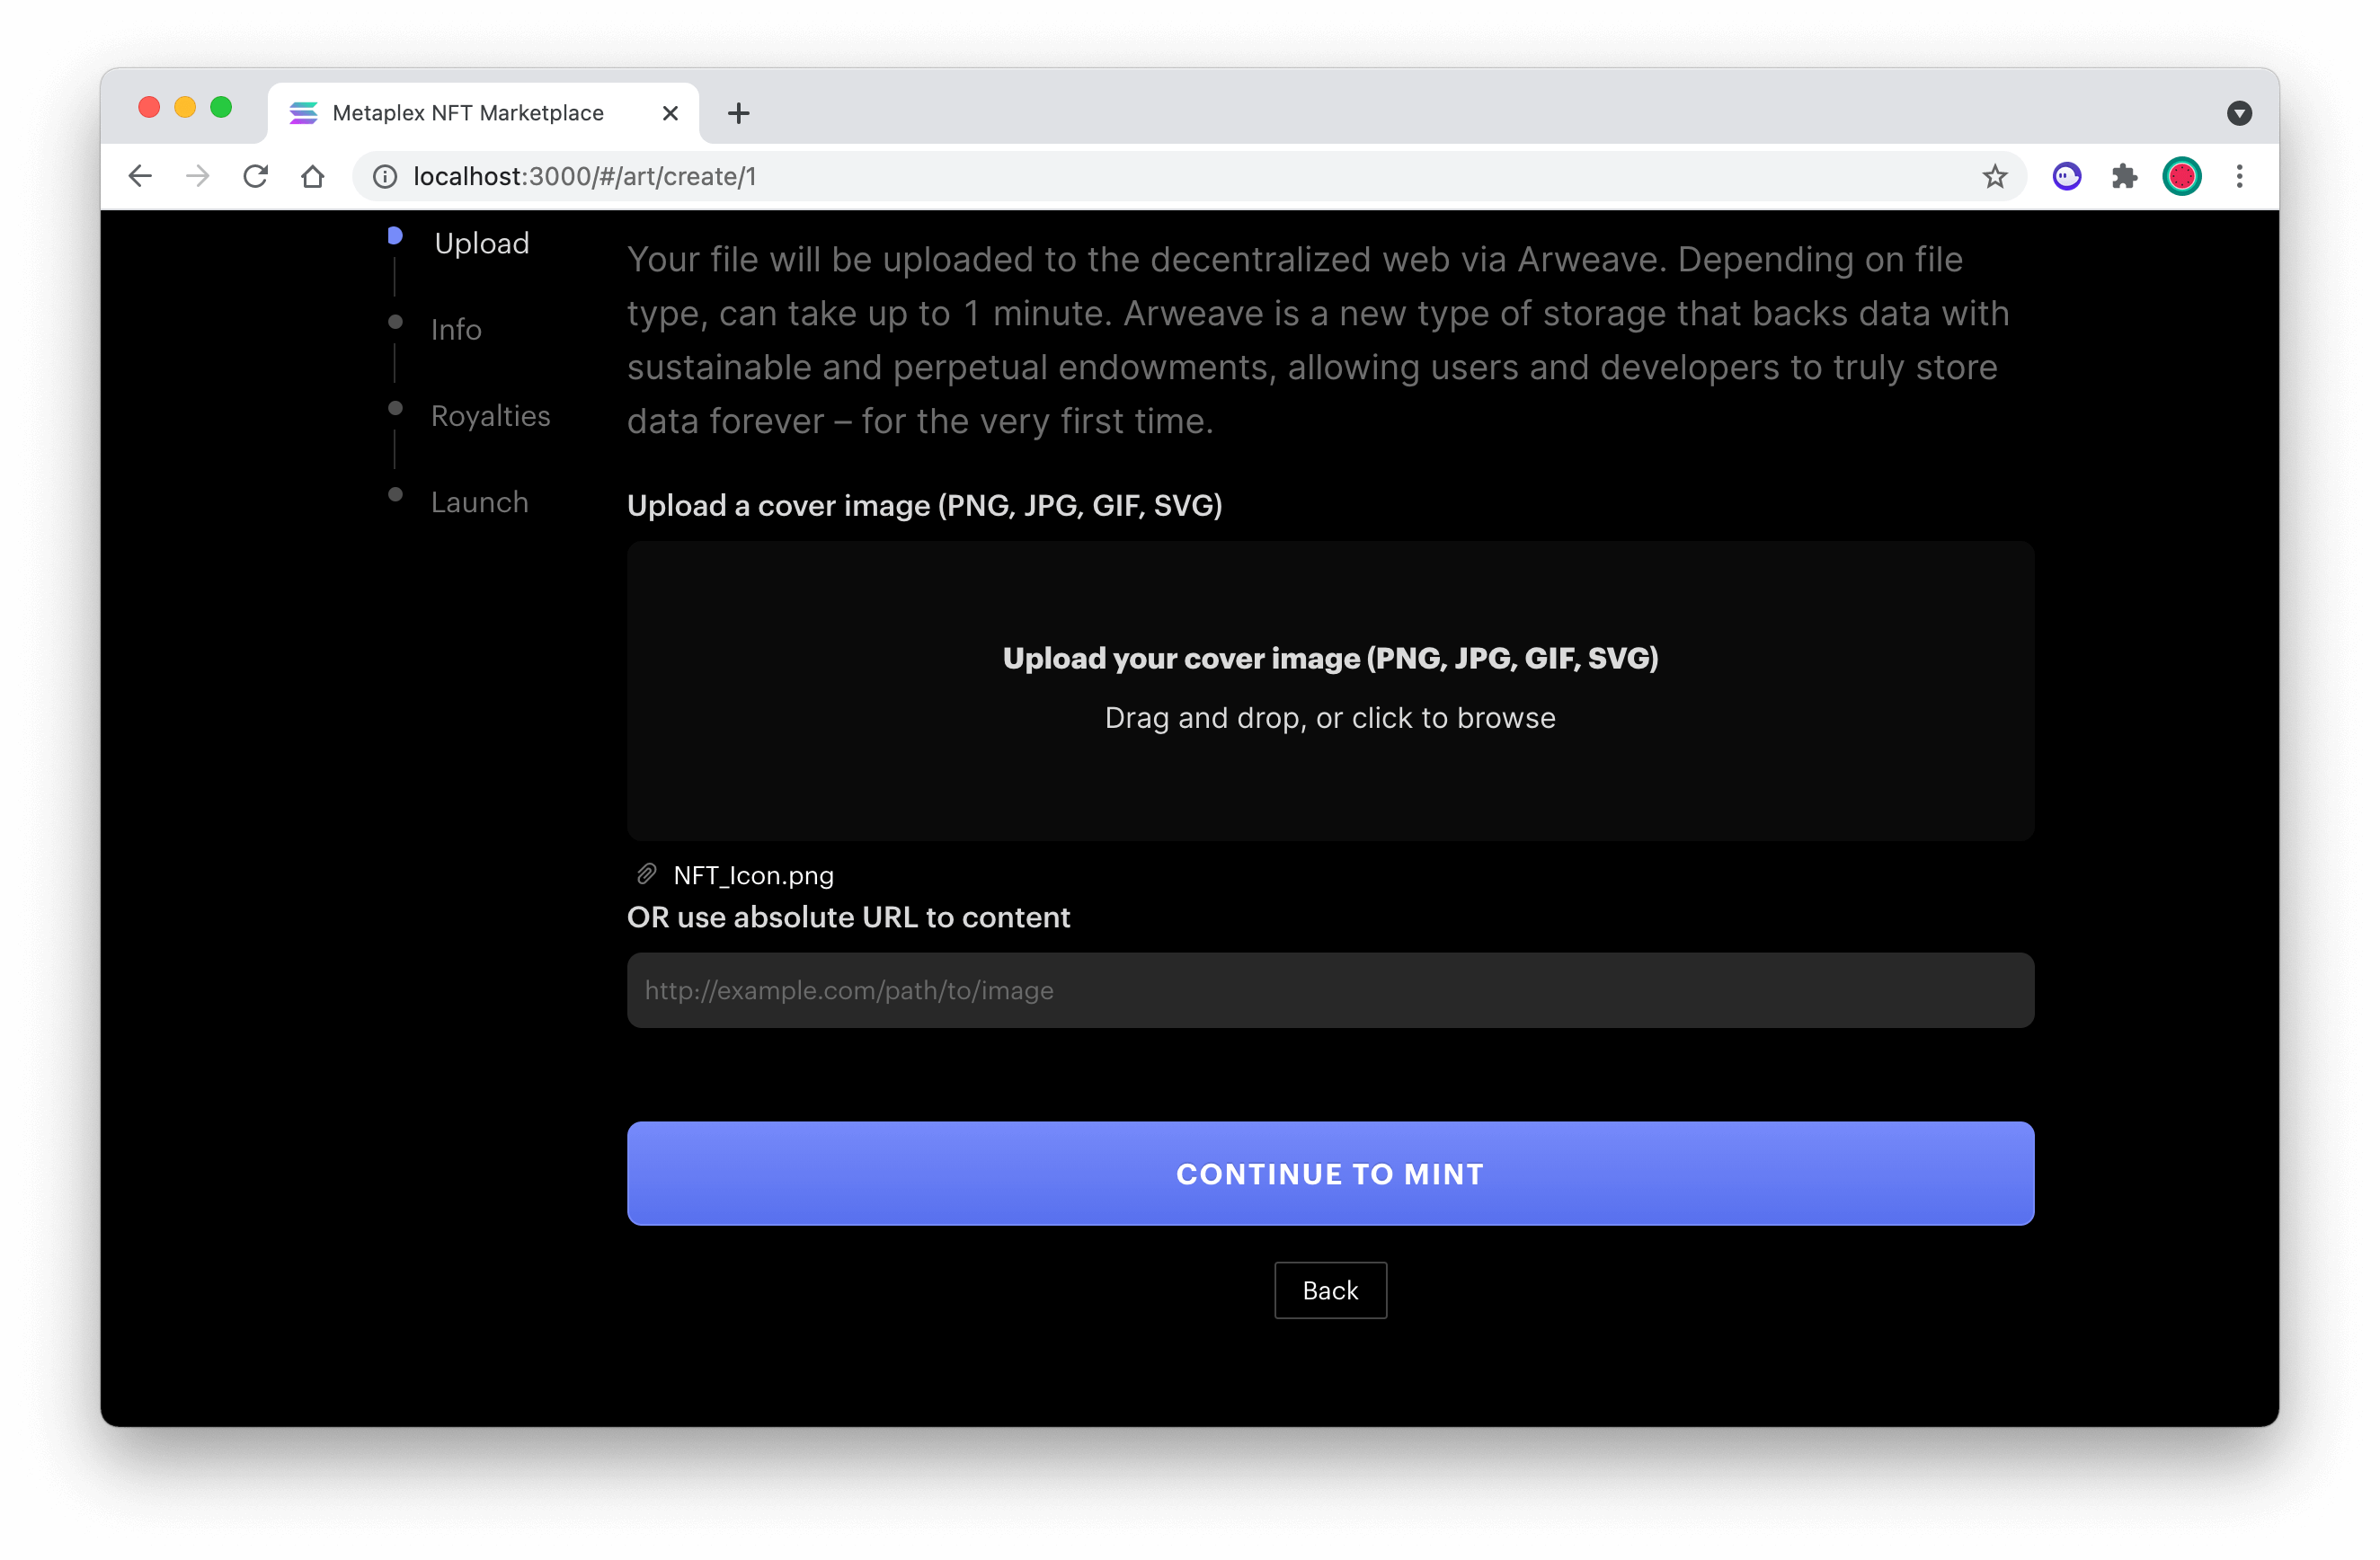 Metaplex NFT Marketplace
localhost:3000/#/art/create/1
Upload
Info
Royalties
Launch
Your file will be uploaded to the decentralized web via Arweave. Depending on file
type, can take up to 1 minute. Arweave is a new type of storage that backs data with
sustainable and perpetual endowments, allowing users and developers to truly store
data forever – for the very first time.
Upload a cover image (PNG, JPG, GIF, SVG)
Upload your cover image (PNG, JPG, GIF, SVG)
Drag and drop, or click to browse
NFT_Icon.png
OR use absolute URL to content
http://example.com/path/to/image
CONTINUE TO MINT
Back